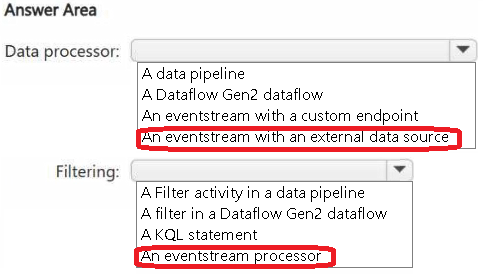 Answer Area
Data processor:
A data pipeline
A Dataflow Gen2 dataflow
An eventstream with a custom endpoint
An eventstream with an external data source
Filtering:
A Filter activity in a data pipeline
A filter in a Dataflow Gen2 dataflow
A KQL statement
An eventstream processor